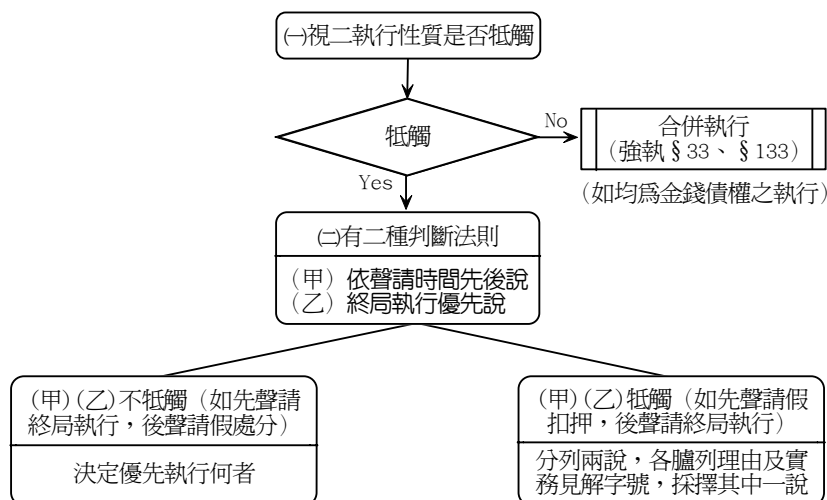 ㈠視二執行性質是否牴觸
牴觸
No
合併執行
（強執§33、§133）
（如均爲金錢債權之執行）
Yes
㈡有二種判斷法則
（甲）依聲請時間先後說
（乙）終局執行優先說
(甲)(乙)不牴觸（如先聲請
終局執行，後聲請假處分）
決定優先執行何者
(甲)(乙)牴觸（如先聲請假
扣押，後聲請終局執行）
分列兩說，各臚列理由及實
務見解字號，採擇其中一說